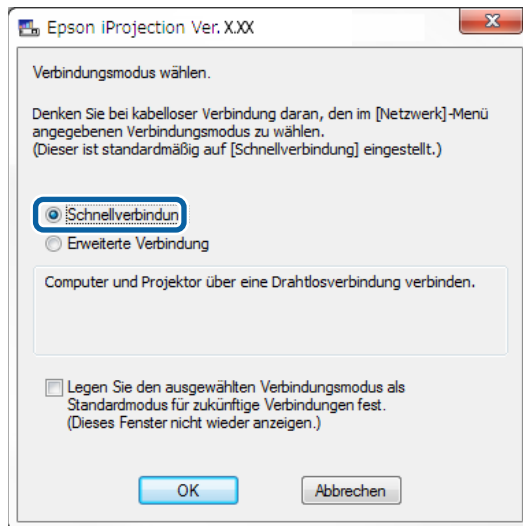 Epson iProjection Ver. X.XX
Verbindungsmodus wählen.
Denken Sie bei kabelloser Verbindung daran, den im [Netzwerk]-Menü
angegebenen Verbindungsmodus zu wählen.
(Dieser ist standardmäßig auf [Schnellverbindung] eingestellt.)
Schnellverbindun
Erweiterte Verbindung
Computer und Projektor über eine Drahtlosverbindung verbinden.
Legen Sie den ausgewählten Verbindungsmodus als
Standardmodus für zukünftige Verbindungen fest.
(Dieses Fenster nicht wieder anzeigen.)
OK Abbrechen